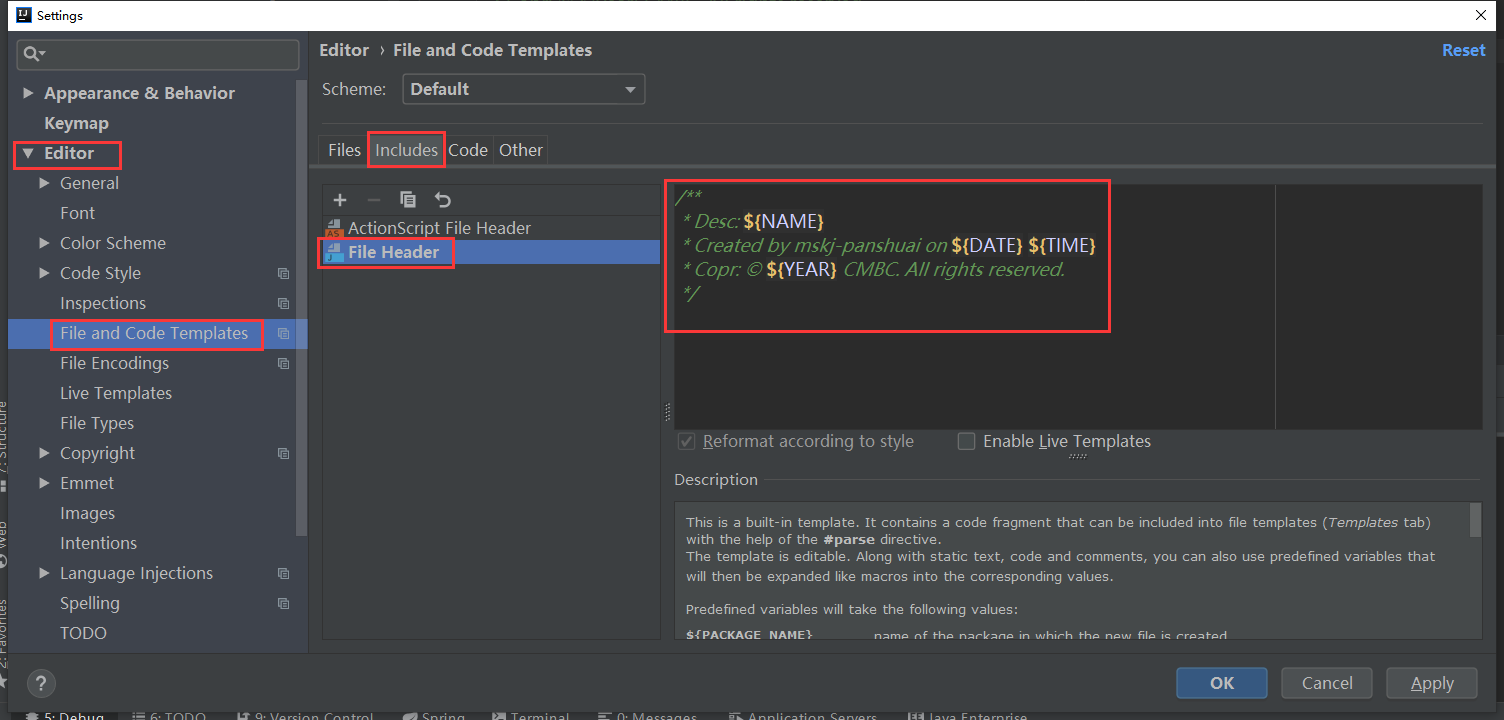 Settings
Editor › File and Code Templates
Reset
Scheme: Default
Appearance & Behavior
Keymap
Editor
General
Font
Color Scheme
Code Style
Inspections
File and Code Templates
File Encodings
Live Templates
File Types
Copyright
Emmet
Images
Intentions
Language Injections
Spelling
TODO
Files Includes Code Other
ActionScript File Header
File Header
/**
* Desc: ${NAME}
* Created by mskj-panshuai on ${DATE} ${TIME}
* Copr: © ${YEAR} CMBC. All rights reserved.
*/
Reformat according to style
Enable Live Templates
Description
This is a built-in template. It contains a code fragment that can be included into file templates (Templates tab)
with the help of the #parse directive.
The template is editable. Along with static text, code and comments, you can also use predefined variables that
will then be expanded like macros into the corresponding values.
Predefined variables will take the following values:
${PACKAGE_NAME} name of the package in which the new file is created
?
OK Cancel Apply
7: Structure
Web
2: Favorites
5: Debug 6: TODO 9: Version Control Spring Terminal 0: Messages Application Servers Java Enterprise